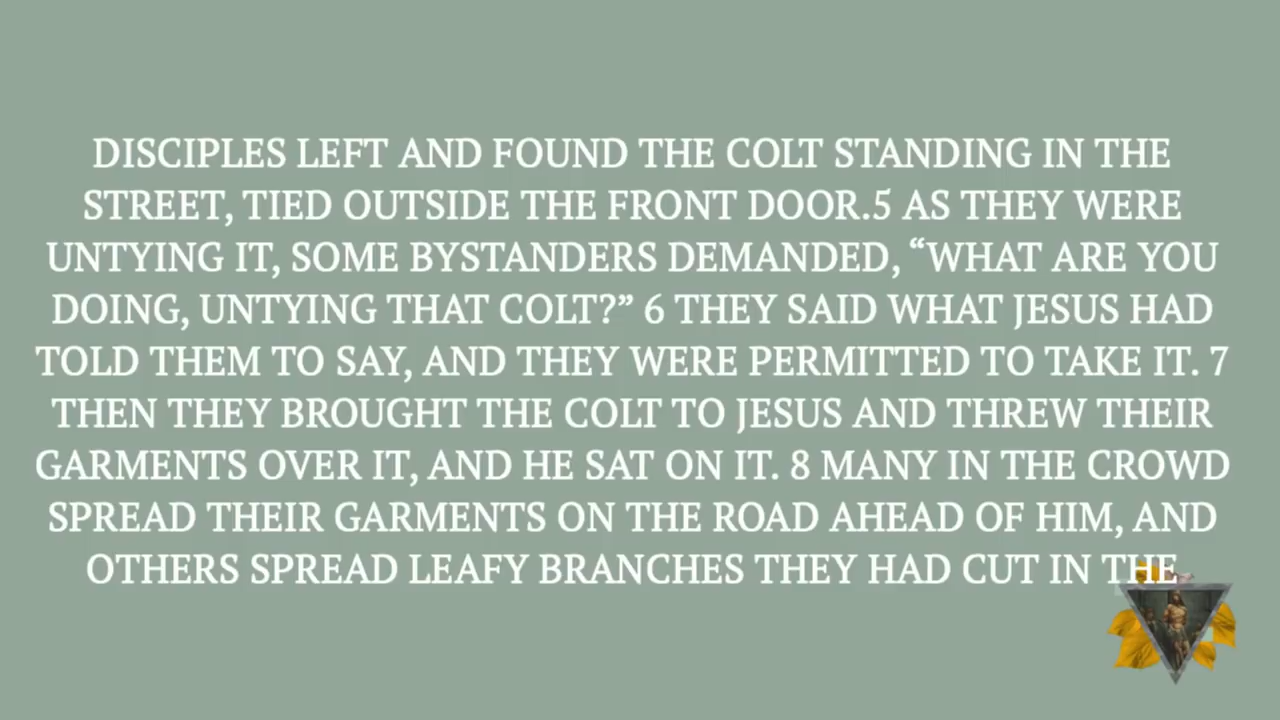 DISCIPLES LEFT AND FOUND THE COLT STANDING IN THE
STREET, TIED OUTSIDE THE FRONT DOOR.5 AS THEY WERE
UNTYING IT, SOME BYSTANDERS DEMANDED, “WHAT ARE YOU
DOING, UNTYING THAT COLT?” 6 THEY SAID WHAT JESUS HAD
TOLD THEM TO SAY, AND THEY WERE PERMITTED TO TAKE IT. 7
THEN THEY BROUGHT THE COLT TO JESUS AND THREW THEIR
GARMENTS OVER IT, AND HE SAT ON IT. 8 MANY IN THE CROWD
SPREAD THEIR GARMENTS ON THE ROAD AHEAD OF HIM, AND
OTHERS SPREAD LEAFY BRANCHES THEY HAD CUT IN THE